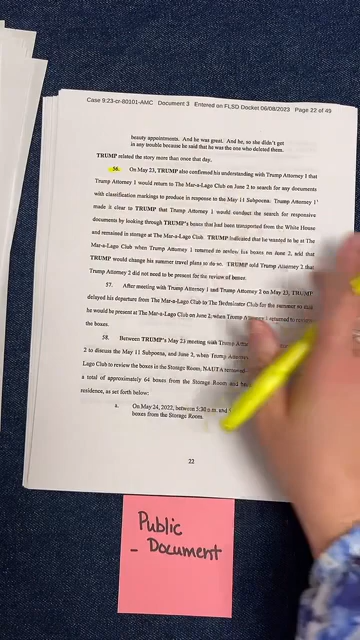 Case 9:23-cr-80101-AMC Document 3 Entered on FLSD Docket 06/08/2023 Page 22 of 49
beauty appointments. And he was great. And he, so she didn't get
in any trouble because he said that he was the one who deleted them.
TRUMP related the story more than once that day.
56. On May 23, TRUMP also confirmed his understanding with Trump Attorney 1 that
Trump Attorney 1 would return to The Mar-a-Lago Club on June 2 to search for any documents
with classification markings to produce in response to the May 11 Subpoena. Trump Attorney 1
made it clear to TRUMP that Trump Attorney 1 would conduct the search for responsive
documents by looking through TRUMP's boxes that had been transported from the White House
and remained in storage at The Mar-a-Lago Club. TRUMP indicated that he wanted to be at The
Mar-a-Lago Club when Trump Attorney 1 returned to review his boxes on June 2, and that
TRUMP would change his summer travel plans to do so. TRUMP told Trump Attorney 2 that
Trump Attorney 2 did not need to be present for the review of boxes.
57. After meeting with Trump Attorney 1 and Trump Attorney 2 on May 23, TRUMP
delayed his departure from The Mar-a-Lago Club to The Bedminster Club for the summer so that
he would be present at The Mar-a-Lago Club on June 2, when Trump Attorney 1 returned to review
the boxes.
58. Between TRUMP's May 23 meeting with Trump
to discuss the May 11 Subpoena, and June 2, when Trump Attorney
Lago Club to review the boxes in the Storage Room, NAUTA removed
a total of approximately 64 boxes from the Storage Room and
residence, as set forth below:
a. On May 24, 2022, between 5:30 p.m. and
boxes from the Storage Room.
22
Public
- Document